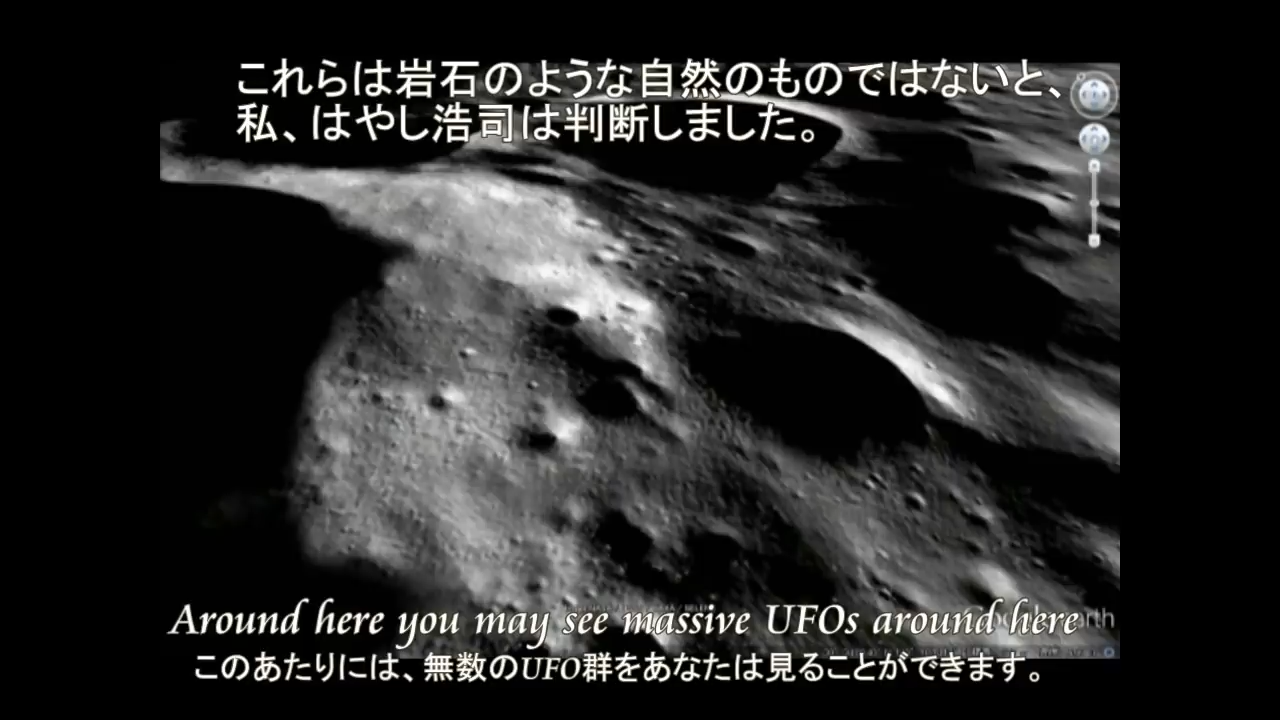 これらは岩石のような自然のものではないと、
私、はやし浩司は判断しました。
Around here you may see massive UFOs around here
このあたりには、無数のUFO群をあなたは見ることができます。